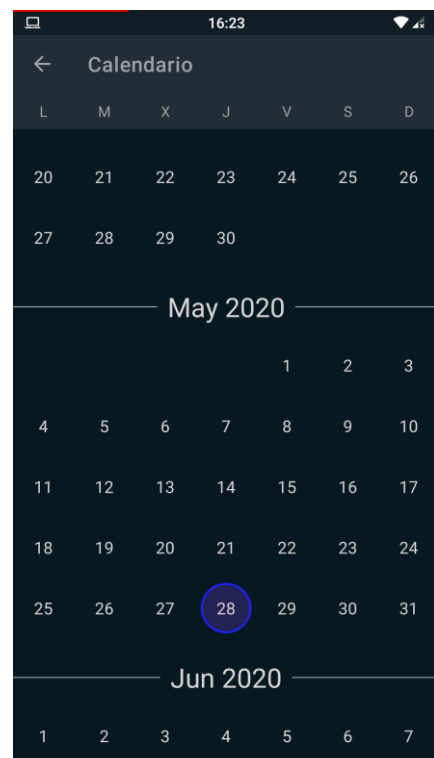 16:23
Calendario
L M X J V S D
20 21 22 23 24 25 26
27 28 29 30
May 2020
1 2 3
4 5 6 7 8 9 10
11 12 13 14 15 16 17
18 19 20 21 22 23 24
25 26 27 28 29 30 31
Jun 2020
1 2 3 4 5 6 7